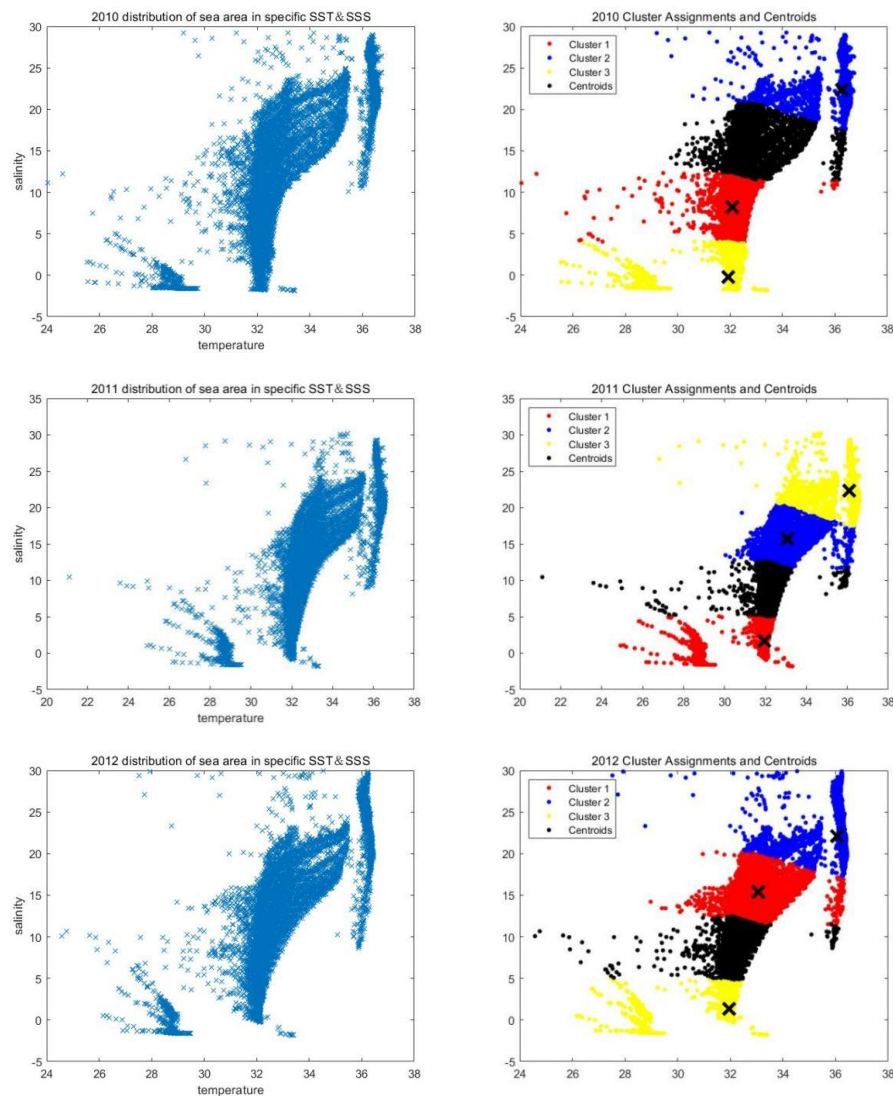 2010 distribution of sea area in specific SST&SSS
30
25
20
15
10
5
0
-5
salinity
24 26 28 30 32 34 36 38
temperature
2010 Cluster Assignments and Centroids
Cluster 1
Cluster 2
Cluster 3
Centroids
30
25
20
15
10
5
0
-5
24 26 28 30 32 34 36 38
2011 distribution of sea area in specific SST&SSS
35
30
25
20
15
10
5
0
-5
salinity
20 22 24 26 28 30 32 34 36 38
temperature
2011 Cluster Assignments and Centroids
Cluster 1
Cluster 2
Cluster 3
Centroids
35
30
25
20
15
10
5
0
-5
20 22 24 26 28 30 32 34 36 38
2012 distribution of sea area in specific SST&SSS
30
25
20
15
10
5
0
-5
salinity
24 26 28 30 32 34 36 38
temperature
2012 Cluster Assignments and Centroids
Cluster 1
Cluster 2
Cluster 3
Centroids
30
25
20
15
10
5
0
-5
24 26 28 30 32 34 36 38